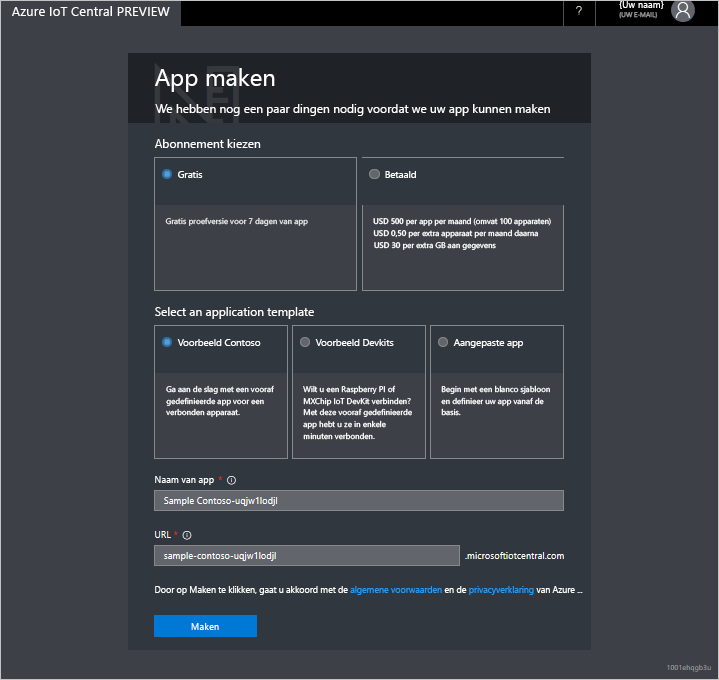 Azure IoT Central PREVIEW
?
{Uw naam}
(UW E-MAIL)
App maken
We hebben nog een paar dingen nodig voordat we uw app kunnen maken
Abonnement kiezen
Gratis
Gratis proefversie voor 7 dagen van app
Betaald
USD 500 per app per maand (omvat 100 apparaten)
USD 0,50 per extra apparaat per maand daarna
USD 30 per extra GB aan gegevens
Select an application template
Voorbeeld Contoso
Ga aan de slag met een vooraf
gedefinieerde app voor een
verbonden apparaat.
Voorbeeld Devkits
Wilt u een Raspberry PI of
MXChip IoT DevKit verbinden?
Met deze vooraf gedefinieerde
app hebt u ze in enkele
minuten verbonden.
Aangepaste app
Begin met een blanco sjabloon
en definieer uw app vanaf de
basis.
Naam van app *
Sample Contoso-uqjw1lodjl
URL *
sample-contoso-uqjw1lodjl .microsoftiotcentral.com
Door op Maken te klikken, gaat u akkoord met de algemene voorwaarden en de privacyverklaring van Azure ...
Maken
1001ehqgb3u